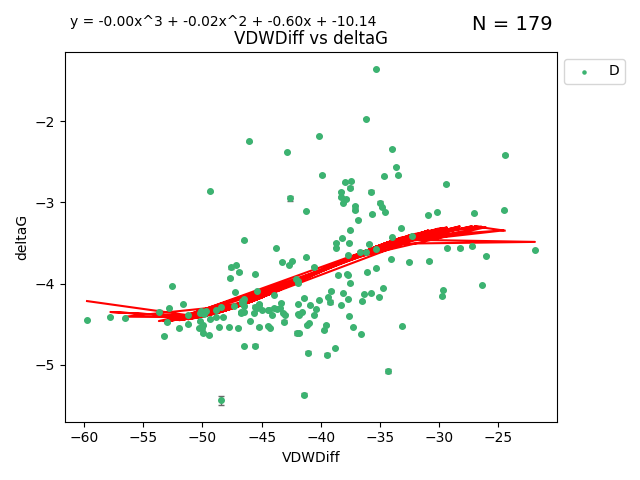 y = -0.00x^3 + -0.02x^2 + -0.60x + -10.14
N = 179
VDWDiff vs deltaG
D
−2
−3
−4
−5
deltaG
−60 −55 −50 −45 −40 −35 −30 −25
VDWDiff